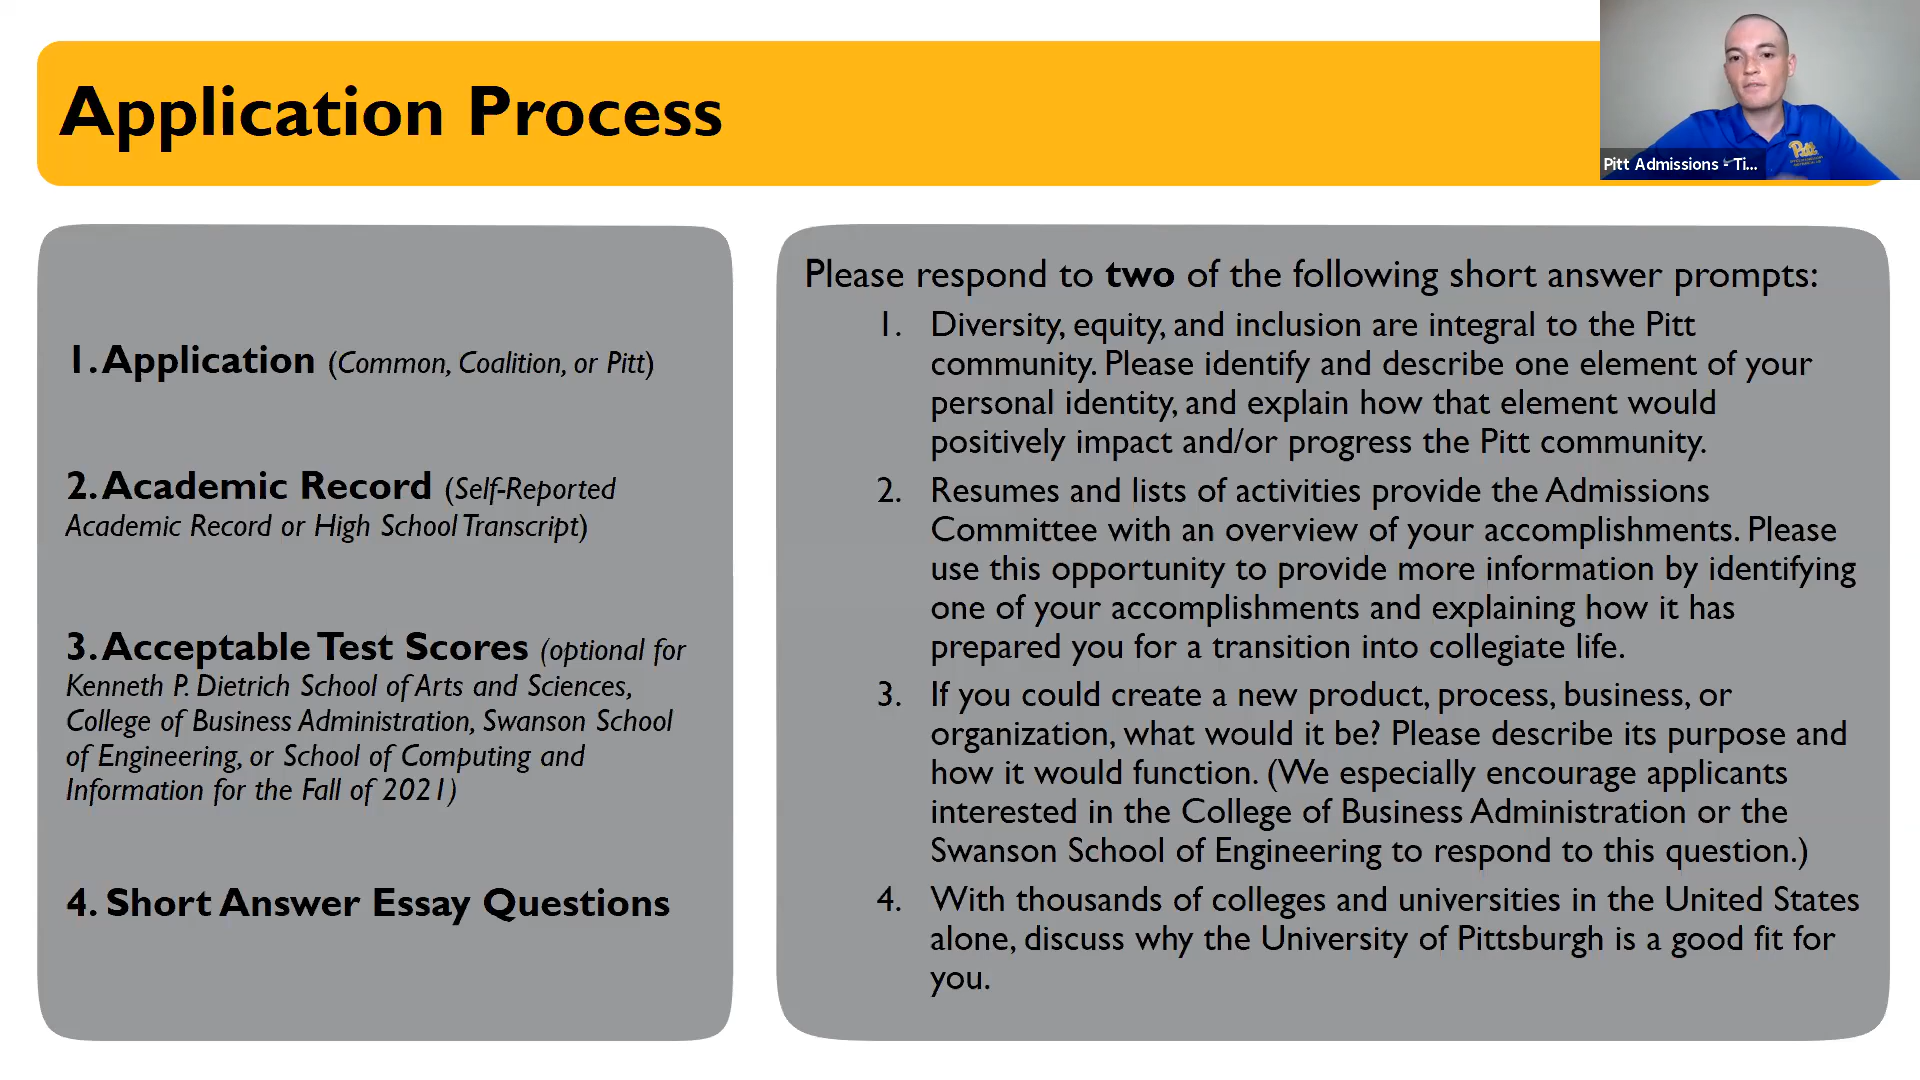 Application Process
Pitt Admissions - Ti...
Pitt
1. Application (Common, Coalition, or Pitt)
2. Academic Record (Self-Reported
Academic Record or High School Transcript)
3. Acceptable Test Scores (optional for
Kenneth P. Dietrich School of Arts and Sciences,
College of Business Administration, Swanson School
of Engineering, or School of Computing and
Information for the Fall of 2021)
4. Short Answer Essay Questions
Please respond to two of the following short answer prompts:
1. Diversity, equity, and inclusion are integral to the Pitt
community. Please identify and describe one element of your
personal identity, and explain how that element would
positively impact and/or progress the Pitt community.
2. Resumes and lists of activities provide the Admissions
Committee with an overview of your accomplishments. Please
use this opportunity to provide more information by identifying
one of your accomplishments and explaining how it has
prepared you for a transition into collegiate life.
3. If you could create a new product, process, business, or
organization, what would it be? Please describe its purpose and
how it would function. (We especially encourage applicants
interested in the College of Business Administration or the
Swanson School of Engineering to respond to this question.)
4. With thousands of colleges and universities in the United States
alone, discuss why the University of Pittsburgh is a good fit for
you.